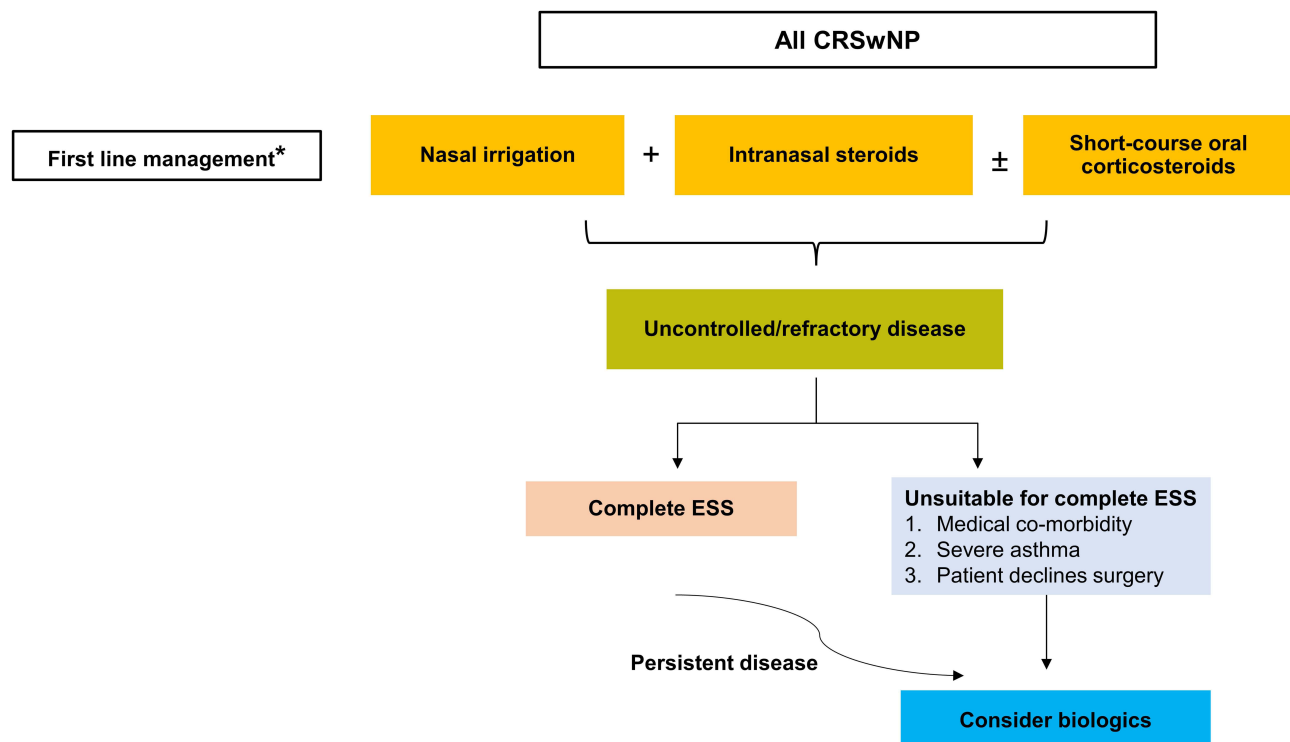 All CRSwNP
First line management*
Nasal irrigation
+
Intranasal steroids
±
Short-course oral
corticosteroids
Uncontrolled/refractory disease
Complete ESS
Unsuitable for complete ESS
1. Medical co-morbidity
2. Severe asthma
3. Patient declines surgery
Persistent disease
Consider biologics